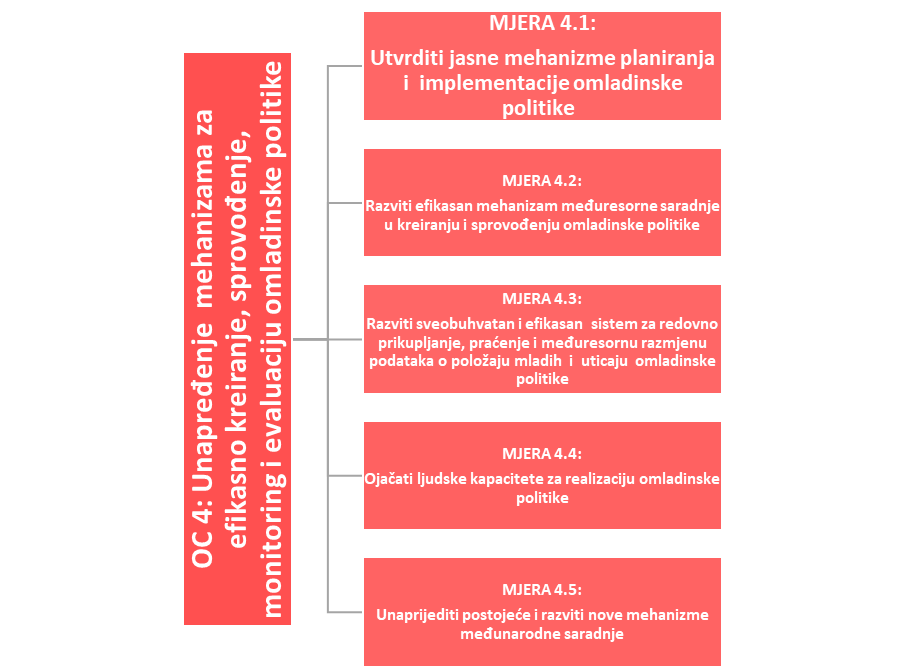 OC 4: Unapređenje mehanizama za
efikasno kreiranje, sprovođenje,
monitoring i evaluaciju omladinske politike
MJERA 4.1:
Utvrditi jasne mehanizme planiranja
i implementacije omladinske
politike
MJERA 4.2:
Razviti efikasan mehanizam međuresorne saradnje
u kreiranju i sprovođenju omladinske politike
MJERA 4.3:
Razviti sveobuhvatan i efikasan sistem za redovno
prikupljanje, praćenje i međuresornu razmjenu
podataka o položaju mladih i uticaju omladinske
politike
MJERA 4.4:
Ojačati ljudske kapacitete za realizaciju omladinske
politike
MJERA 4.5:
Unaprijediti postojeće i razviti nove mehanizme
međunarodne saradnje